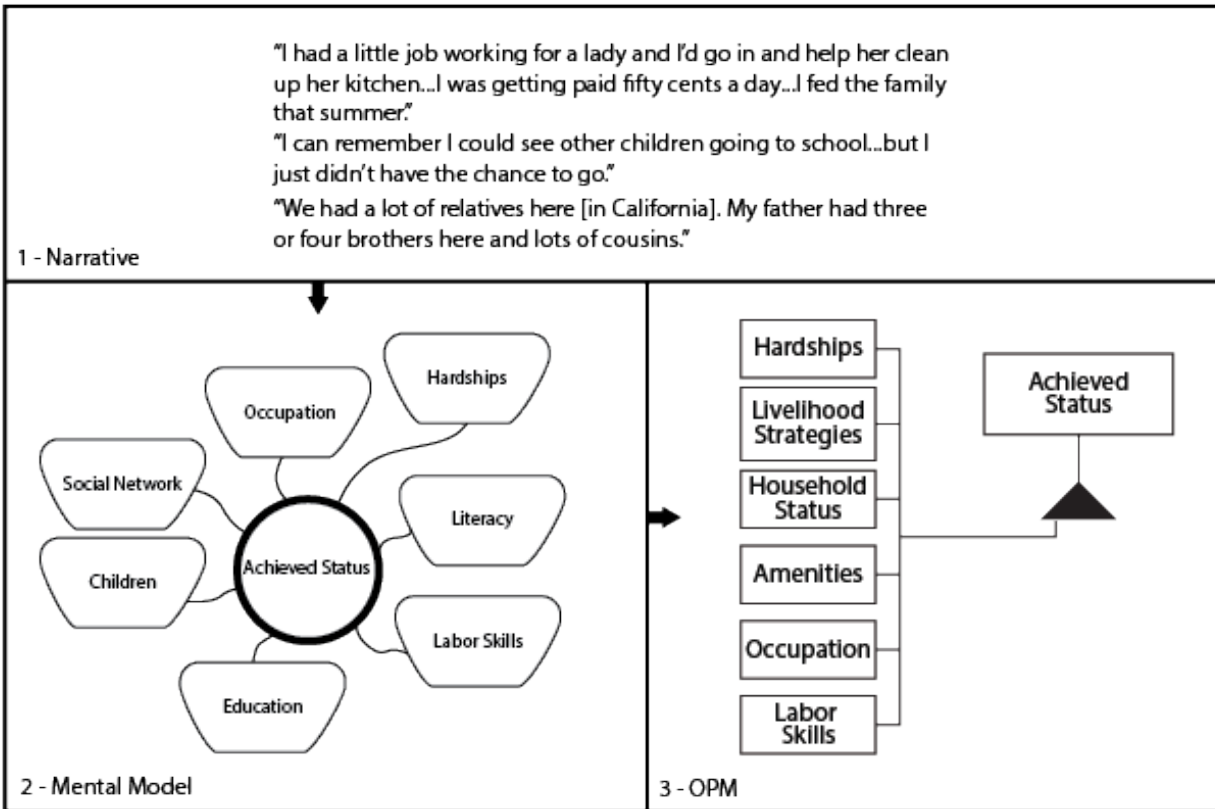 "I had a little job working for a lady and I'd go in and help her clean
up her kitchen...I was getting paid fifty cents a day...I fed the family
that summer."
"I can remember I could see other children going to school...but I
just didn't have the chance to go."
"We had a lot of relatives here [in California]. My father had three
or four brothers here and lots of cousins."
1 - Narrative
Hardships
Occupation
Social Network
Literacy
Achieved Status
Children
Labor Skills
Education
2 - Mental Model
Hardships
Livelihood
Strategies
Household
Status
Amenities
Occupation
Labor
Skills
Achieved
Status
3 - OPM